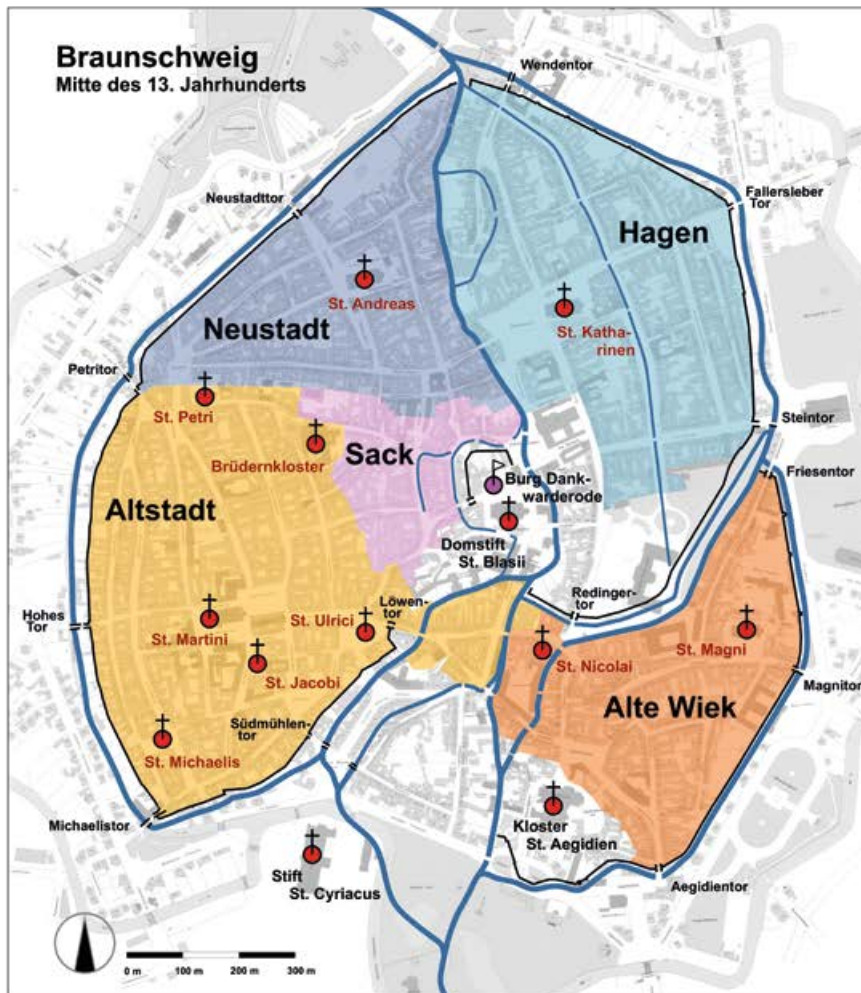 Braunschweig
Mitte des 13. Jahrhunderts
Wendentor
Neustadttor
Fallersleber
Tor
Hagen
St. Andreas
St. Katha-
rinen
Neustadt
Petritor
St. Petri
Brüdernkloster
Sack
Steintor
Friesentor
Burg Dank-
warderode
Altstadt
Domstift
St. Blasii
Hohes
Tor
St. Martini
St. Ulrici
Löwen-
tor
Redinger-
tor
St. Jacobi
St. Nicolai
St. Magni
Magnitor
Südmühlen-
tor
Alte Wiek
St. Michaelis
Michaelistor
Kloster
St. Aegidien
Stift
St. Cyriacus
Aegidientor
0 m
100 m
200 m
300 m